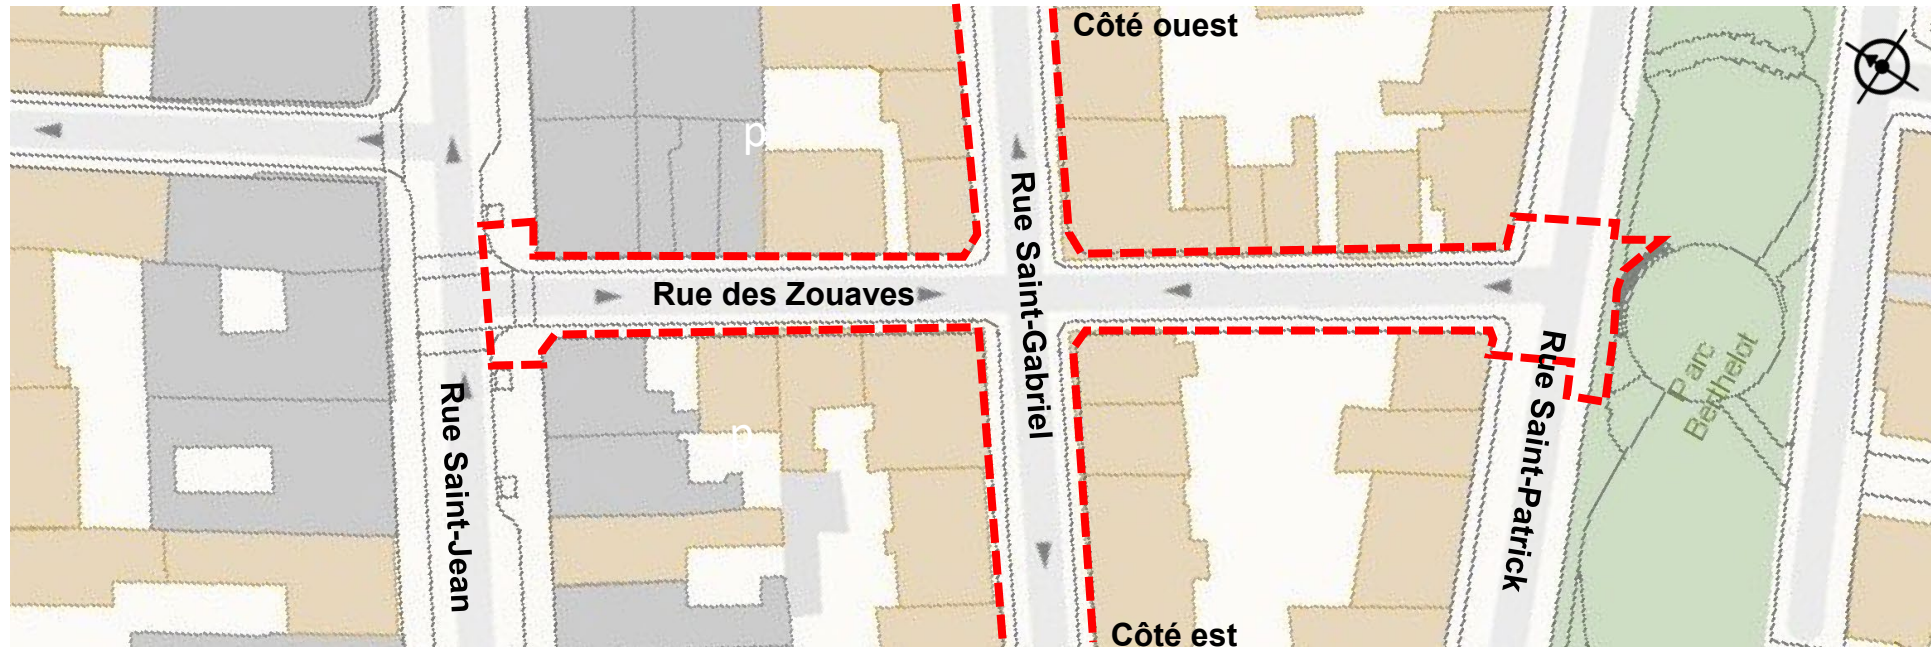 Côté ouest
p
Rue Saint-Gabriel
Rue des Zouaves
Rue Saint-Jean
Rue Saint-Patrick
Parc
Berthelot
p
Côté est